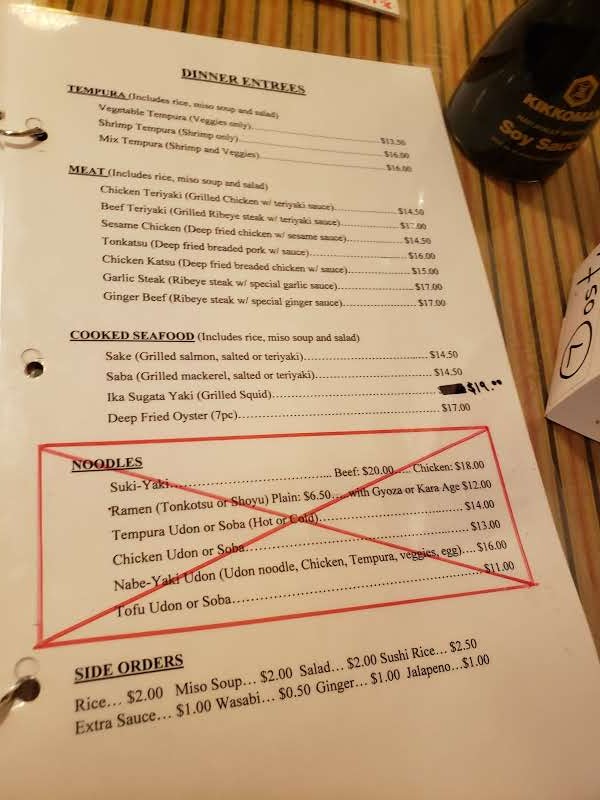 DINNER ENTREES
TEMPURA (Includes rice, miso soup and salad)
Vegetable Tempura (Veggies only)........................................$13.50
Shrimp Tempura (Shrimp only)........................................$16.00
Mix Tempura (Shrimp and Veggies)........................................$16.00
MEAT (Includes rice, miso soup and salad)
Chicken Teriyaki (Grilled Chicken w/ teriyaki sauce)........................$14.50
Beef Teriyaki (Grilled Ribeye steak w/ teriyaki sauce)....................
Sesame Chicken (Deep fried chicken w/ sesame sauce)....................$14.50
Tonkatsu (Deep fried breaded pork w/ sauce)........................$16.00
Chicken Katsu (Deep fried breaded chicken w/ sauce)....................$15.00
Garlic Steak (Ribeye steak w/ special garlic sauce)....................$17.00
Ginger Beef (Ribeye steak w/ special ginger sauce)....................$17.00
COOKED SEAFOOD (Includes rice, miso soup and salad)
Sake (Grilled salmon, salted or teriyaki)................................$14.50
Saba (Grilled mackerel, salted or teriyaki)................................$14.50
Ika Sugata Yaki (Grilled Squid)........................................$19.00
Deep Fried Oyster (7pc)................................................$17.00
NOODLES
Suki-Yaki........................................ Beef: $20.00..... Chicken: $18.00
Ramen (Tonkotsu or Shoyu) Plain: $6.50.....with Gyoza or Kara Age $12.00
Tempura Udon or Soba (Hot or Cold)........................................$14.00
Chicken Udon or Soba................................................$13.00
Nabe-Yaki Udon (Udon noodle, Chicken, Tempura, veggies, egg)....$16.00
Tofu Udon or Soba................................................$11.00
SIDE ORDERS
Rice... $2.00 Miso Soup... $2.00 Salad... $2.00 Sushi Rice... $2.50
Extra Sauce... $1.00 Wasabi... $0.50 Ginger... $1.00 Jalapeno...$1.00
KIKKOMAN
Soy Sauce
L